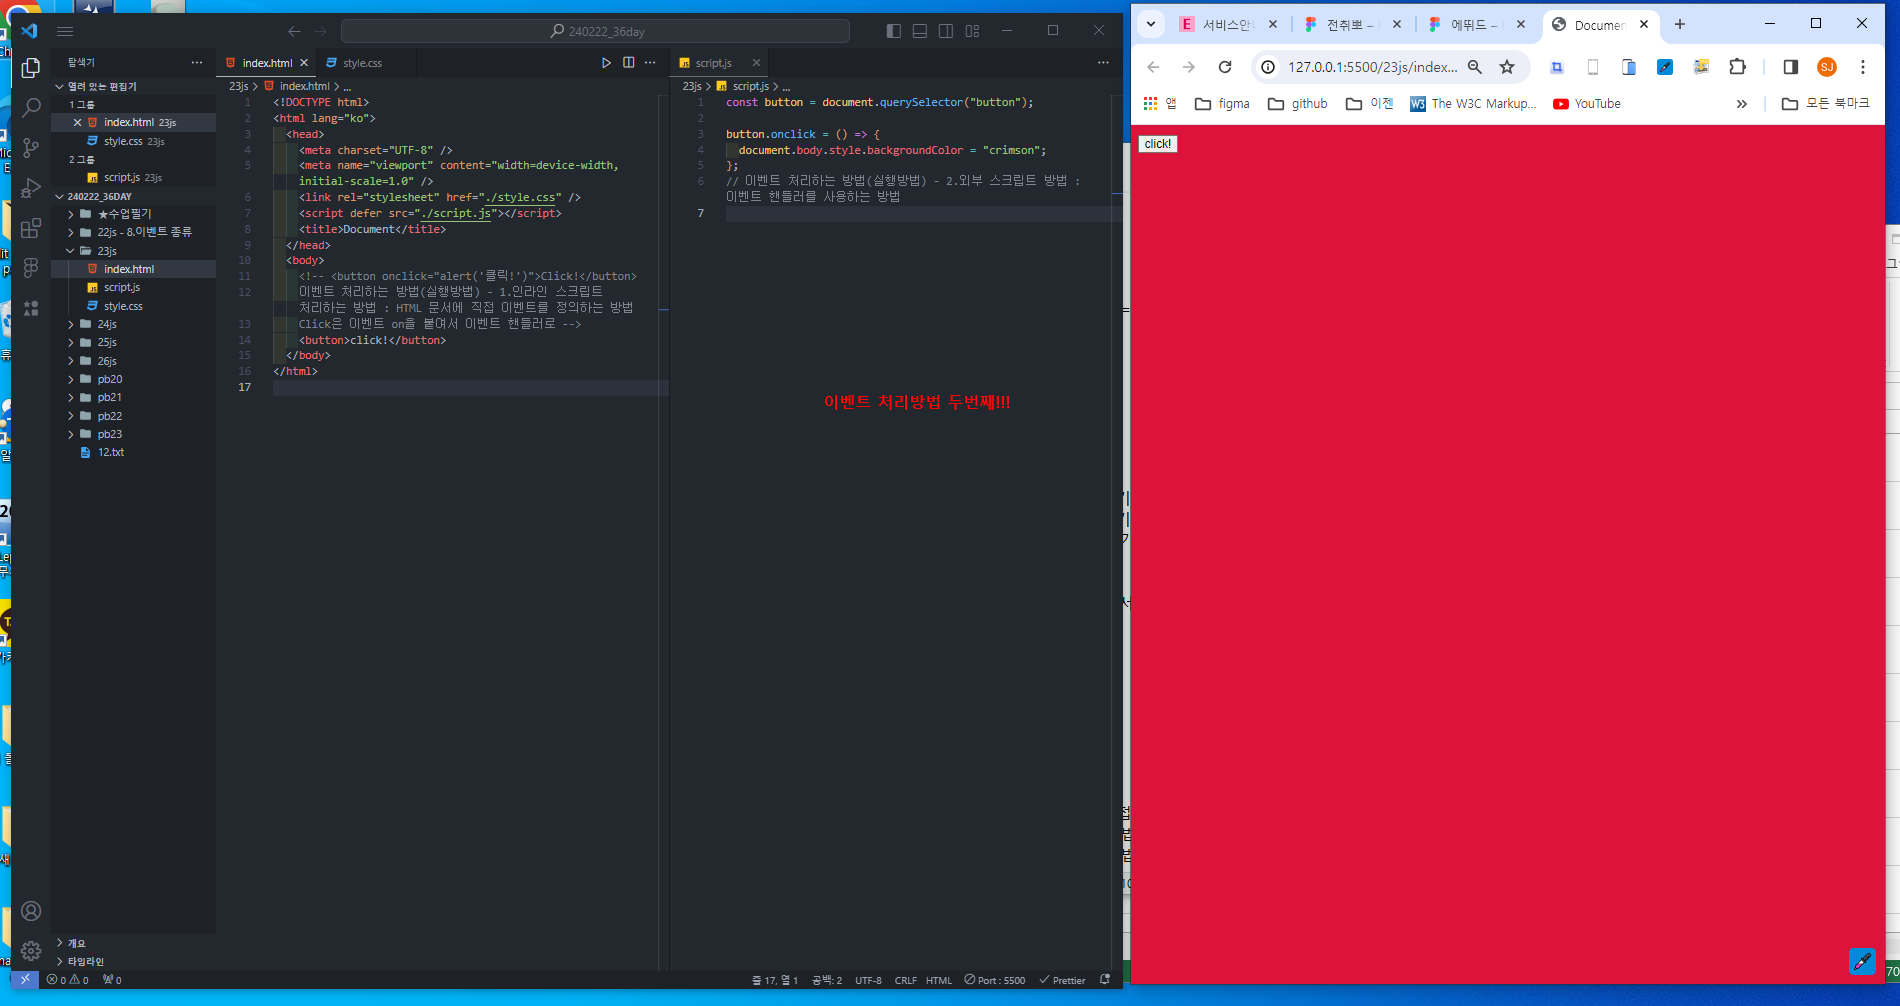 240222_36day
탐색기
열려 있는 편집기
1 그룹
index.html 23js
style.css 23js
2 그룹
script.js 23js
240222_36DAY
★수업필기
22js - 8.이벤트 종류
23js
index.html
script.js
style.css
24js
25js
26js
pb20
pb21
pb22
pb23
12.txt
개요
타임라인
index.html
style.css
23js > index.html > ...
1 <!DOCTYPE html>
2 <html lang="ko">
3 <head>
4 <meta charset="UTF-8" />
5 <meta name="viewport" content="width=device-width,
initial-scale=1.0" />
6 <link rel="stylesheet" href="./style.css" />
7 <script defer src="./script.js"></script>
8 <title>Document</title>
9 </head>
10 <body>
11 <!-- <button onclick="alert('클릭!')">Click!</button>
12 이벤트 처리하는 방법(실행방법) - 1.인라인 스크립트
처리하는 방법 : HTML 문서에 직접 이벤트를 정의하는 방법
13 Click은 이벤트 on을 붙여서 이벤트 핸들러로 -->
14 <button>click!</button>
15 </body>
16 </html>
17
script.js
23js > script.js > ...
1 const button = document.querySelector("button");
2
3 button.onclick = () => {
4 document.body.style.backgroundColor = "crimson";
5 };
6 // 이벤트 처리하는 방법(실행방법) - 2.외부 스크립트 방법 :
이벤트 핸들러를 사용하는 방법
7
이벤트 처리방법 두번째!!!
0 0 0
줄 17, 열 1 공백: 2 UTF-8 CRLF HTML Port : 5500 Prettier
서비스안
전취뽀 –
에뛰드 –
Documen
127.0.0.1:5500/23js/index...
SJ
앱 figma github 이젠 The W3C Markup... YouTube » 모든 북마크
click!